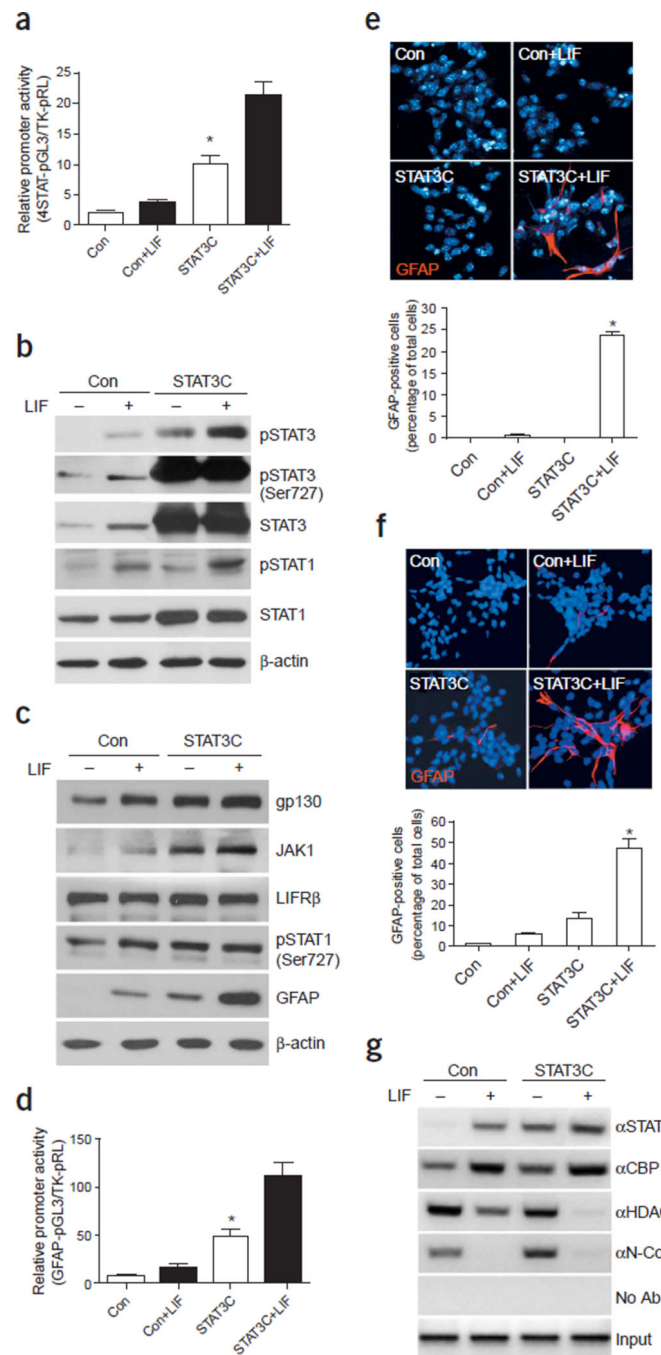 a
Relative promoter activity
(4STAT-pGL3/TK-pRL)
25
20
15
10
5
0
*
Con
Con+LIF
STAT3C
STAT3C+LIF
b
Con STAT3C
LIF – + – +
pSTAT3
pSTAT3
(Ser727)
STAT3
pSTAT1
STAT1
β-actin
c
Con STAT3C
LIF – + – +
gp130
JAK1
LIFRβ
pSTAT1
(Ser727)
GFAP
β-actin
d
Relative promoter activity
(GFAP-pGL3/TK-pRL)
150
100
50
0
*
Con
Con+LIF
STAT3C
STAT3C+LIF
e
Con Con+LIF
STAT3C STAT3C+LIF
GFAP
GFAP-positive cells
(percentage of total cells)
30
25
20
15
10
5
0
*
Con
Con+LIF
STAT3C
STAT3C+LIF
f
Con Con+LIF
STAT3C STAT3C+LIF
GFAP
GFAP-positive cells
(percentage of total cells)
60
50
40
30
20
10
0
*
Con
Con+LIF
STAT3C
STAT3C+LIF
g
Con STAT3C
LIF – + – +
αSTAT
αCBP
αHDAC
αN-Co
No Ab
Input